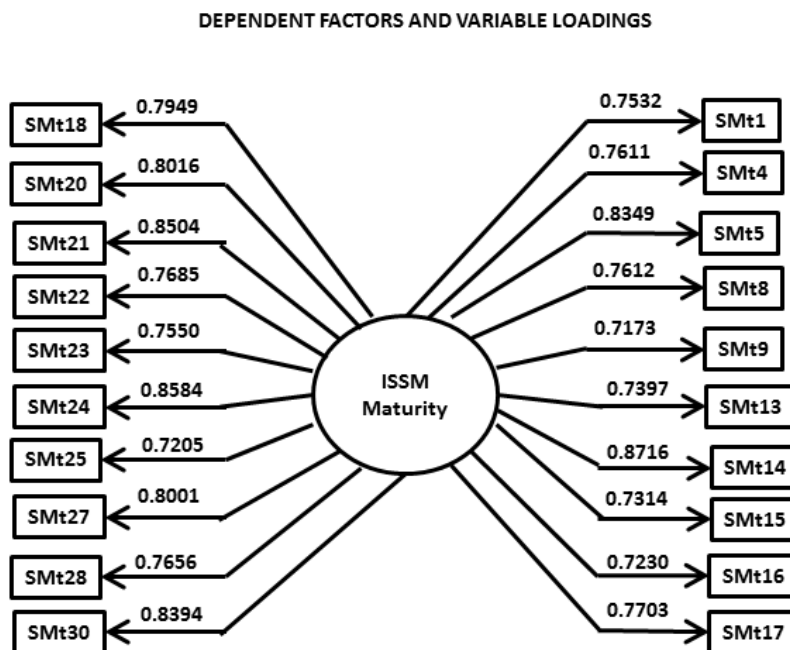 DEPENDENT FACTORS AND VARIABLE LOADINGS
SMt18
0.7949
0.7532
SMt1
SMt20
0.8016
0.7611
SMt4
SMt21
0.8504
0.8349
SMt5
SMt22
0.7685
0.7612
SMt8
SMt23
0.7550
0.7173
SMt9
ISSM
Maturity
SMt24
0.8584
0.7397
SMt13
SMt25
0.7205
0.8716
SMt14
SMt27
0.8001
0.7314
SMt15
SMt28
0.7656
0.7230
SMt16
SMt30
0.8394
0.7703
SMt17